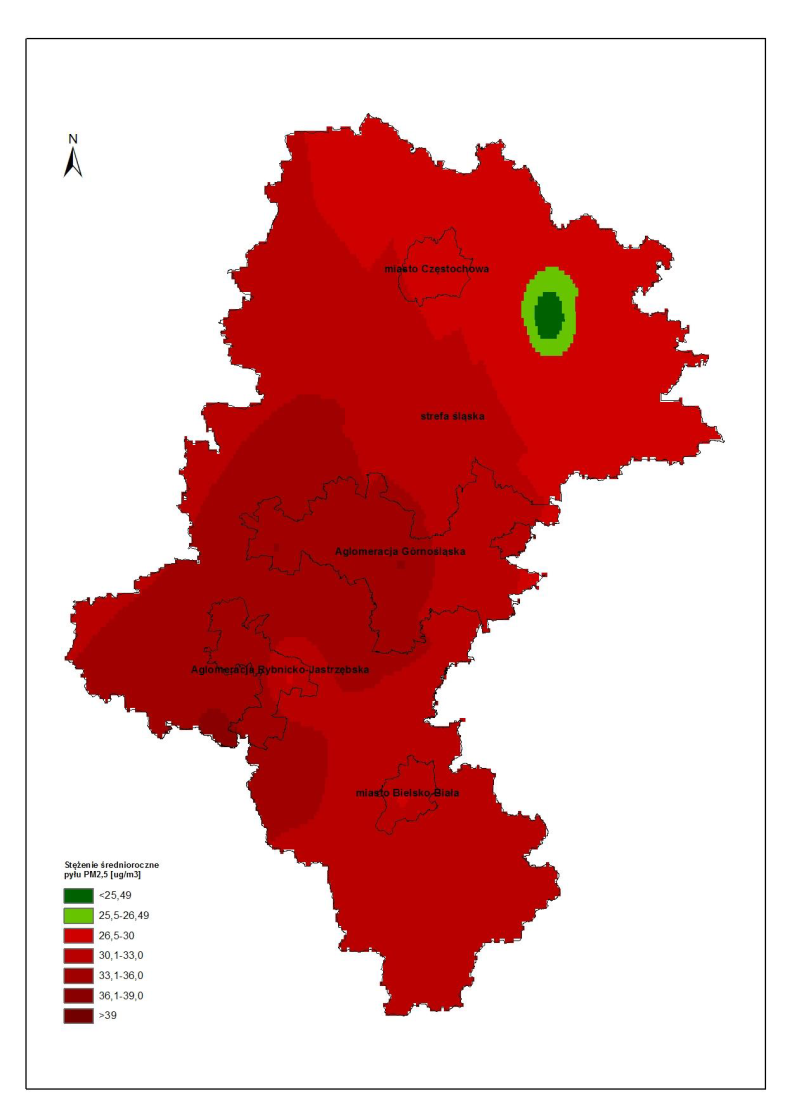 N
miasto Częstochowa
strefa śląska
Aglomeracja Górnośląska
Aglomeracja Rybnicko-Jastrzębska
miasto Bielsko-Biała
Stężenie średnioroczne
pyłu PM2,5 [ug/m3]
<25,49
25,5-26,49
26,5-30
30,1-33,0
33,1-36,0
36,1-39,0
>39